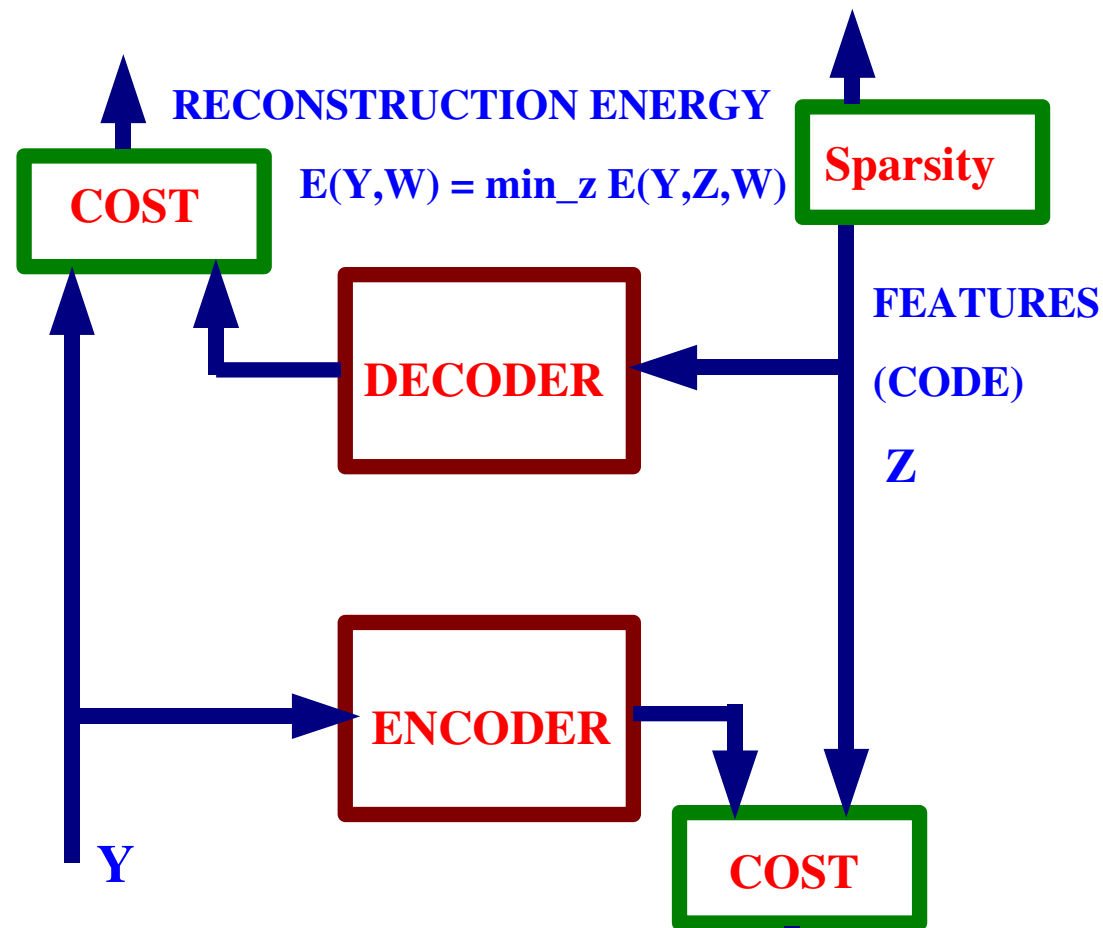 RECONSTRUCTION ENERGY
E(Y,W) = min_z E(Y,Z,W)
Sparsity
COST
FEATURES
(CODE)
Z
DECODER
ENCODER
Y
COST